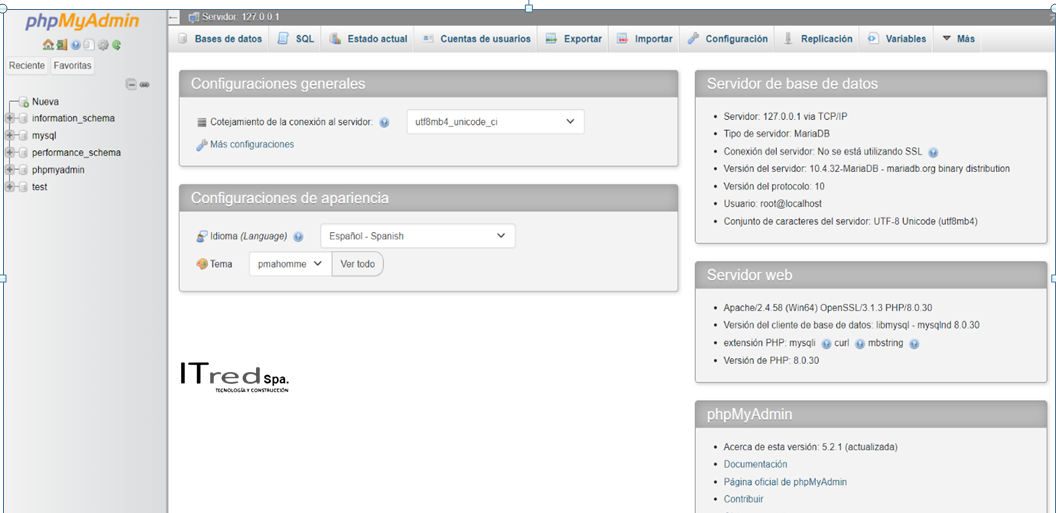 phpMyAdmin
Reciente Favoritas
Nueva
information_schema
mysql
performance_schema
phpmyadmin
test
Servidor: 127.0.0.1
Bases de datos SQL Estado actual Cuentas de usuarios Exportar Importar Configuración Replicación Variables Más
Configuraciones generales
Cotejamiento de la conexión al servidor: utf8mb4_unicode_ci
Más configuraciones
Configuraciones de apariencia
Idioma (Language) Español - Spanish
Tema pmahomme Ver todo
ITred Spa.
TECNOLOGÍA Y CONSTRUCCIÓN
Servidor de base de datos
Servidor: 127.0.0.1 via TCP/IP
Tipo de servidor: MariaDB
Conexión del servidor: No se está utilizando SSL
Versión del servidor: 10.4.32-MariaDB - mariadb.org binary distribution
Versión del protocolo: 10
Usuario: root@localhost
Conjunto de caracteres del servidor: UTF-8 Unicode (utf8mb4)
Servidor web
Apache/2.4.58 (Win64) OpenSSL/3.1.3 PHP/8.0.30
Versión del cliente de base de datos: libmysql - mysqlnd 8.0.30
extensión PHP: mysqli curl mbstring
Versión de PHP: 8.0.30
phpMyAdmin
Acerca de esta versión: 5.2.1 (actualizada)
Documentación
Página oficial de phpMyAdmin
Contribuir